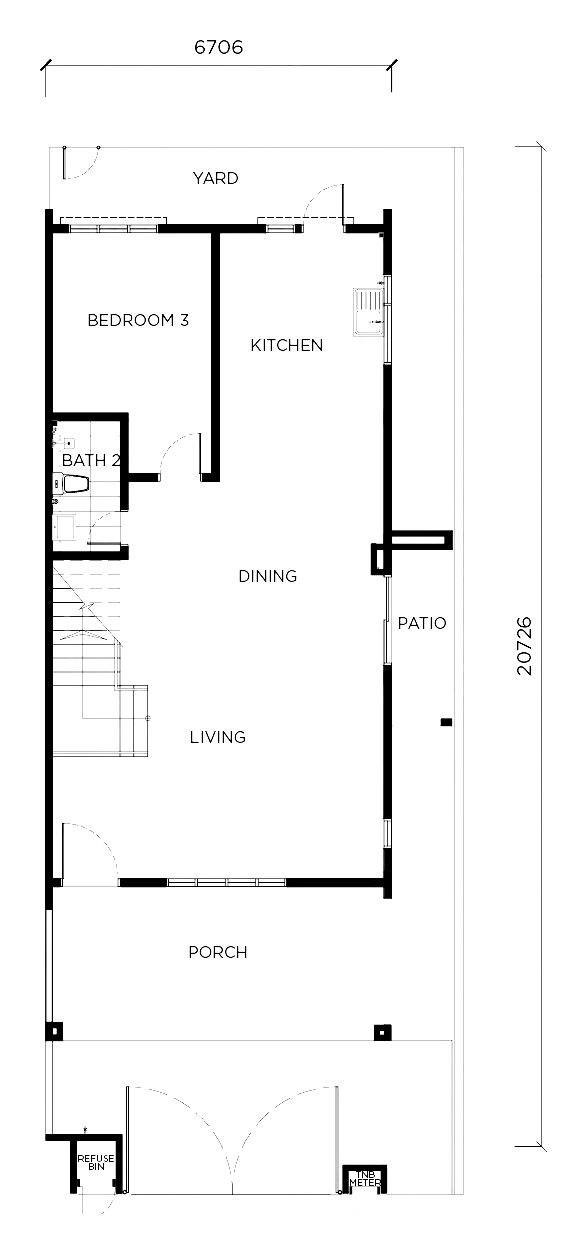 6706
YARD
BEDROOM 3
KITCHEN
BATH 2
DINING
PATIO
20726
LIVING
PORCH
REFUSE
BIN
TNB
METER